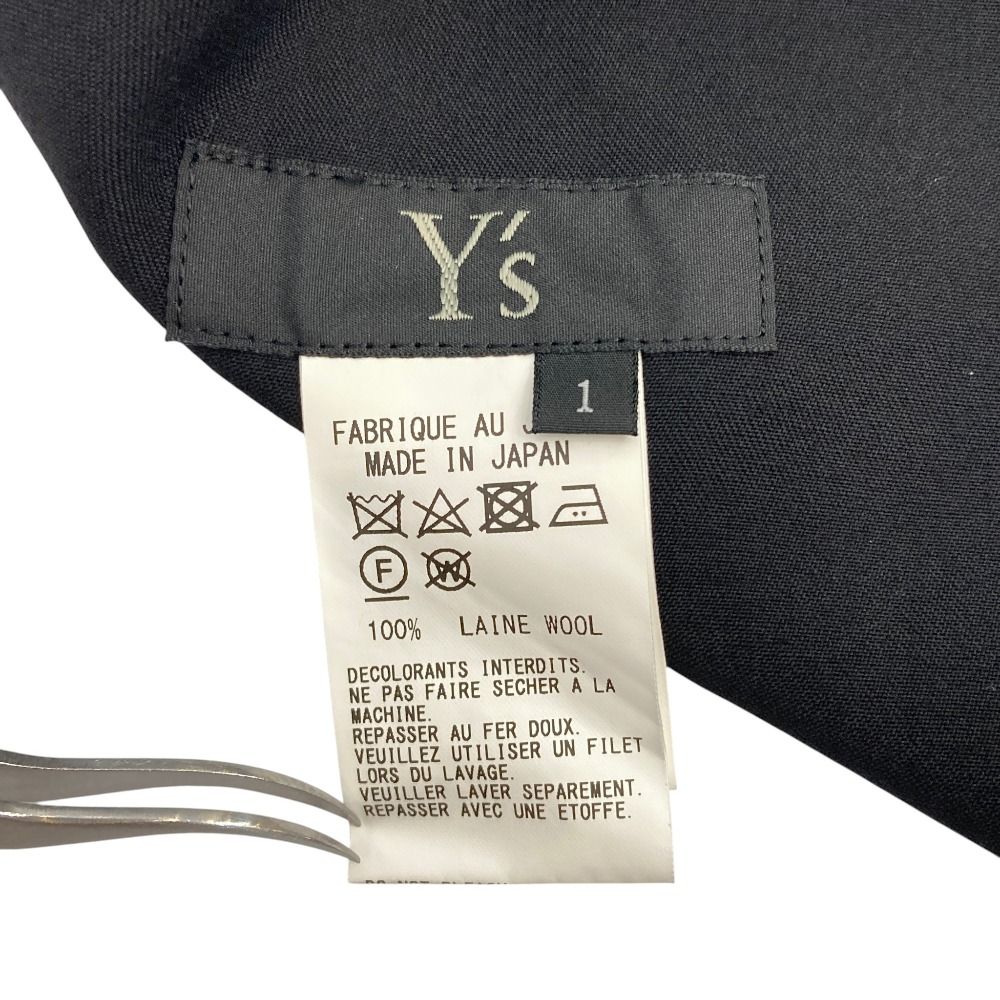 Y's
1
FABRIQUE AU
MADE IN JAPAN
F
W
100% LAINE WOOL
DECOLORANTS INTERDITS.
NE PAS FAIRE SECHER A LA
MACHINE.
REPASSER AU FER DOUX.
VEUILLEZ UTILISER UN FILET
LORS DU LAVAGE.
VEUILLER LAVER SEPAREMENT.
REPASSER AVEC UNE ETOFFE.